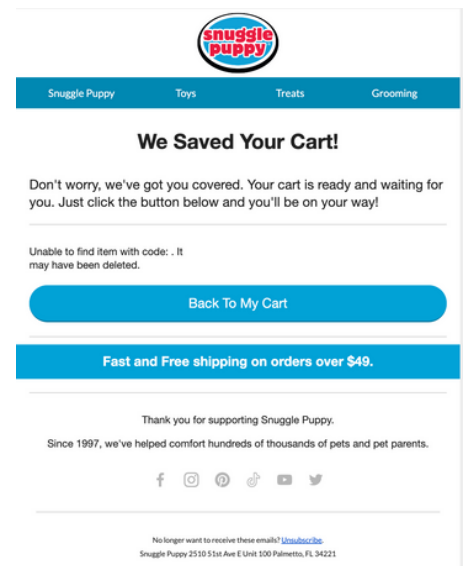 snuggle
puppy
Snuggle Puppy Toys Treats Grooming
We Saved Your Cart!
Don't worry, we've got you covered. Your cart is ready and waiting for
you. Just click the button below and you'll be on your way!
Unable to find item with code: . It
may have been deleted.
Back To My Cart
Fast and Free shipping on orders over $49.
Thank you for supporting Snuggle Puppy.
Since 1997, we've helped comfort hundreds of thousands of pets and pet parents.
No longer want to receive these emails? Unsubscribe.
Snuggle Puppy 2510 51st Ave E Unit 100 Palmetto, FL 34221